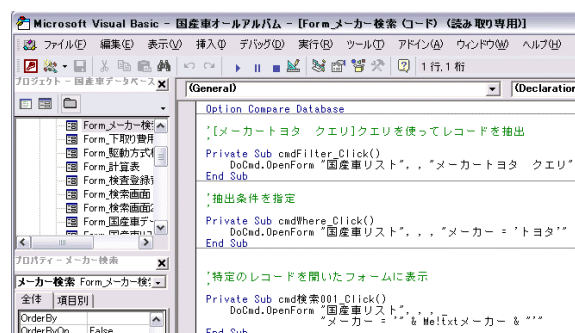 Microsoft Visual Basic - 国産車オールアルバム - [Form_メーカー検索 (コード) (読み取り専用)]
ファイル(F) 編集(E) 表示(V) 挿入(I) デバッグ(D) 実行(R) ツール(T) アドイン(A) ウィンドウ(W) ヘルプ(H)
1 行, 1 桁
プロジェクト - 国産車データベース
Form_メーカー検
Form_下取り費用
Form_駆動方式
Form_計算表
Form_検査登録
Form_検索画面
Form_検索画面
Form_国産車デー
プロパティ - メーカー検索
メーカー検索 Form_メーカー検
全体 項目別
OrderBy
OrderByOn False
(General)
(Declaration
Option Compare Database
'[メーカートヨタ クエリ]クエリを使ってレコードを抽出
Private Sub cmdFilter_Click()
DoCmd.OpenForm "国産車リスト", , "メーカートヨタ クエリ"
End Sub
'抽出条件を指定
Private Sub cmdWhere_Click()
DoCmd.OpenForm "国産車リスト", , , "メーカー = 'トヨタ'"
End Sub
'特定のレコードを開いたフォームに表示
Private Sub cmd検索001_Click()
DoCmd.OpenForm "国産車リスト", , , _
"メーカー = '" & Me!txtメーカー & "'"
End Sub